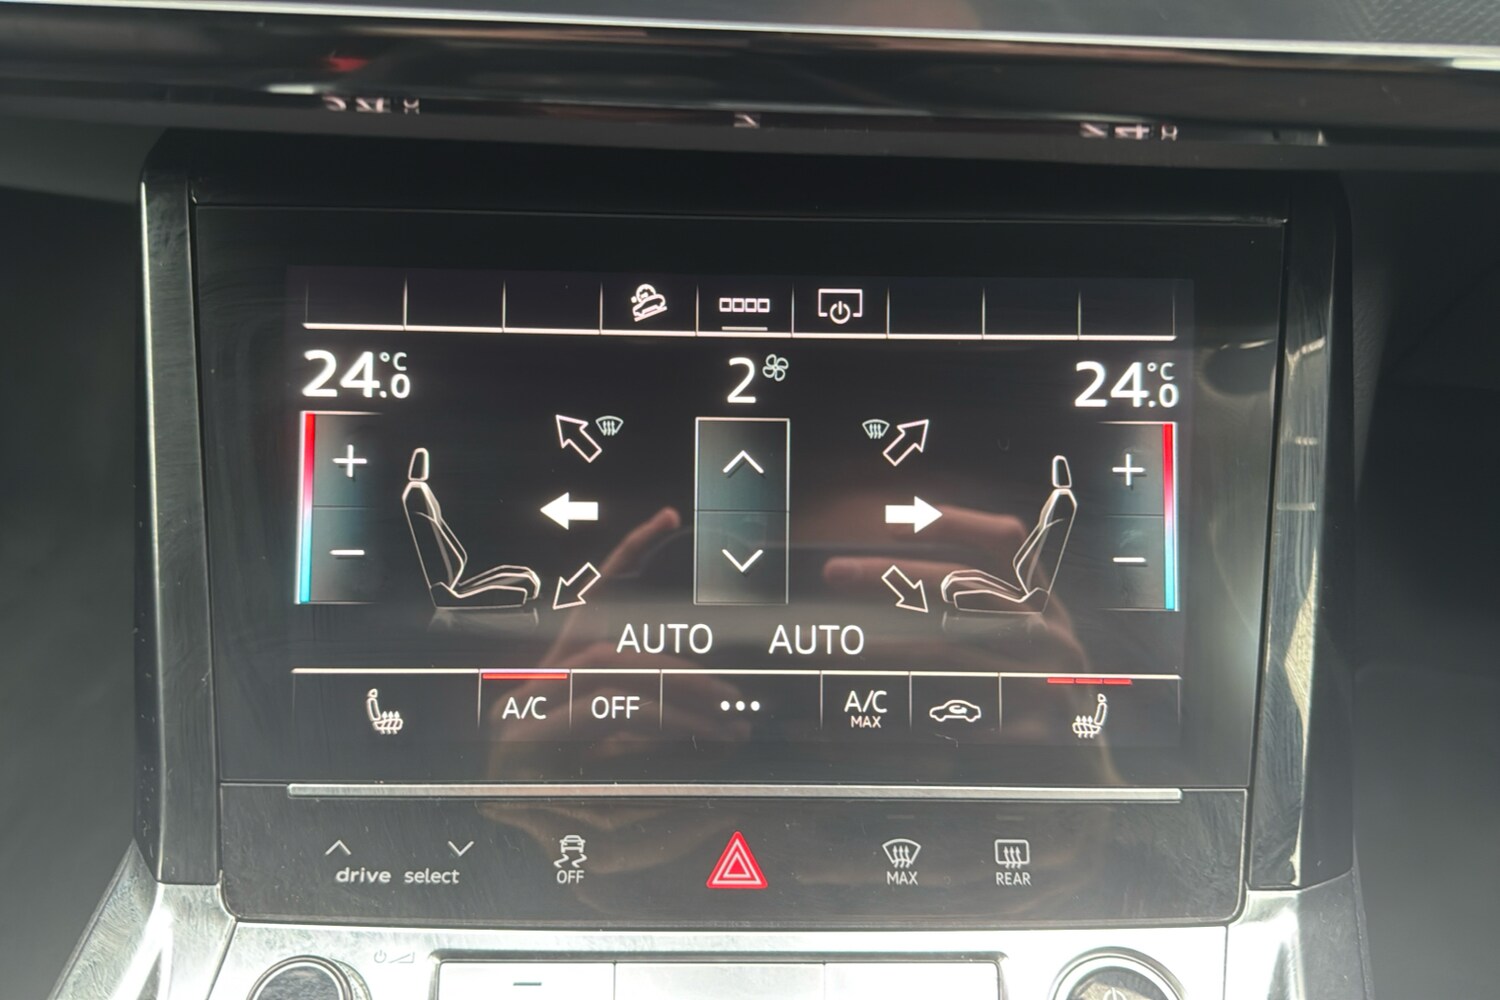 24.0 °C 2 24.0 °C
+ +
− −
AUTO AUTO
A/C OFF ••• A/C MAX
drive select OFF MAX REAR